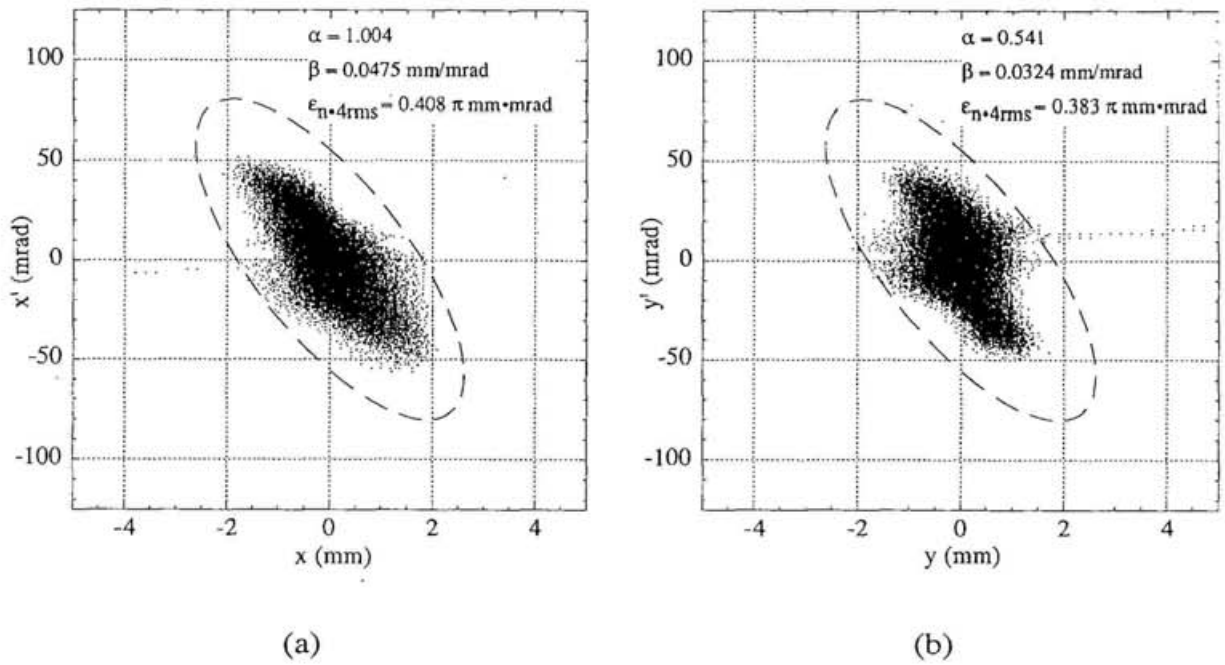 α = 1.004
β = 0.0475 mm/mrad
εn•4rms = 0.408 π mm•mrad
100
50
0
-50
-100
x' (mrad)
-4 -2 0 2 4
x (mm)
(a)
α = 0.541
β = 0.0324 mm/mrad
εn•4rms = 0.383 π mm•mrad
100
50
0
-50
-100
y' (mrad)
-4 -2 0 2 4
y (mm)
(b)